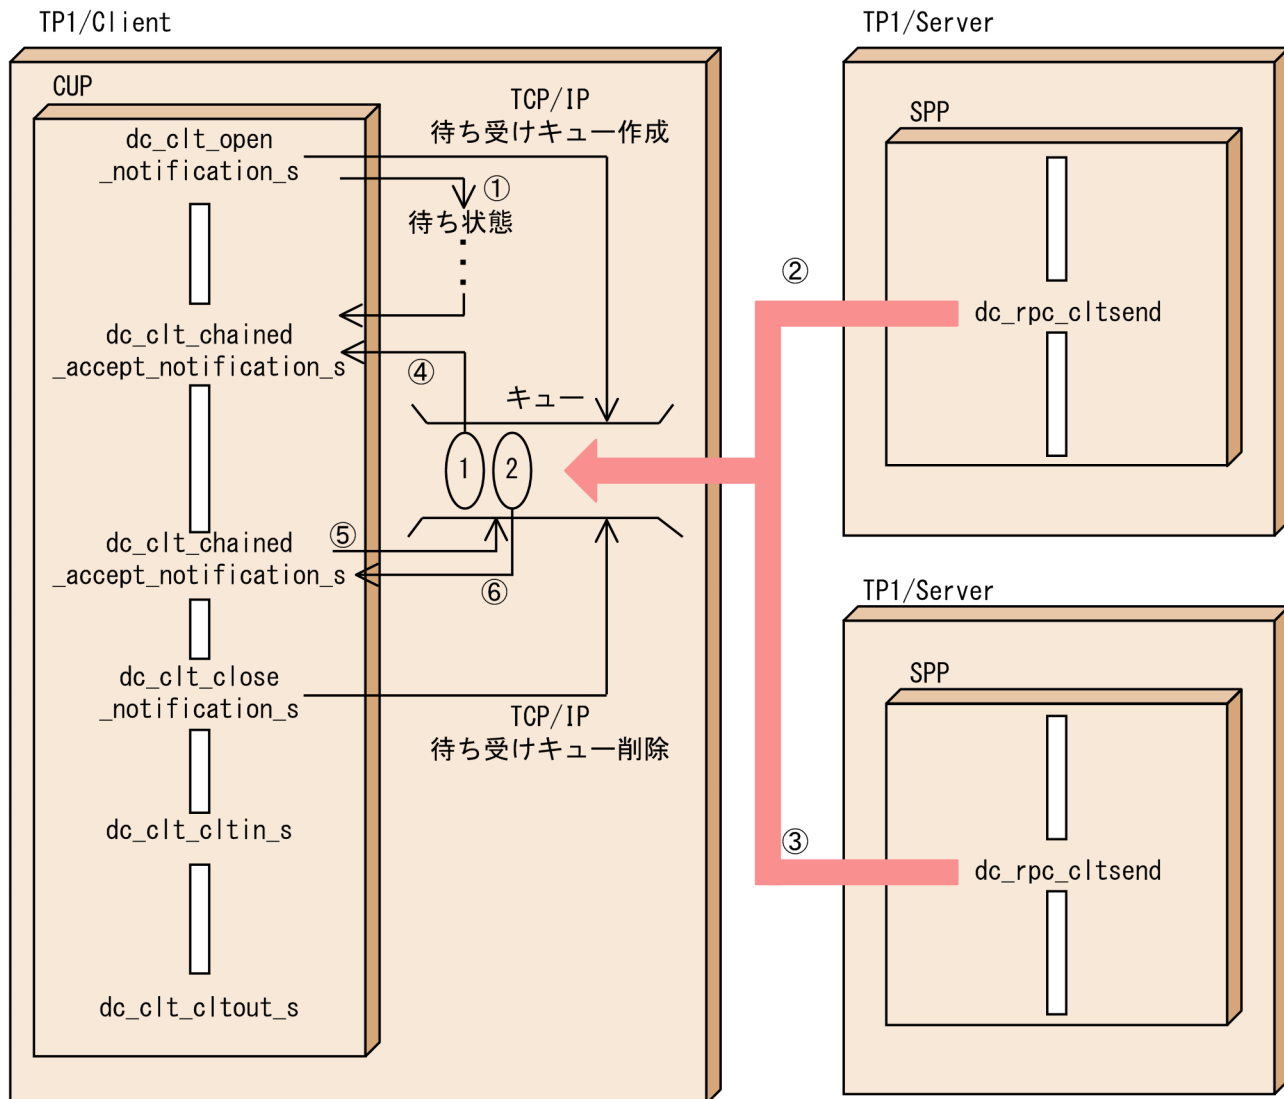 TP1/Client
CUP
dc_clt_open
_notification_s
TCP/IP
待ち受けキュー作成
①
待ち状態
dc_clt_chained
_accept_notification_s
④
キュー
1
2
dc_clt_chained
_accept_notification_s
⑤
⑥
dc_clt_close
_notification_s
TCP/IP
待ち受けキュー削除
dc_clt_cltin_s
dc_clt_cltout_s
TP1/Server
SPP
②
dc_rpc_cltsend
TP1/Server
SPP
③
dc_rpc_cltsend